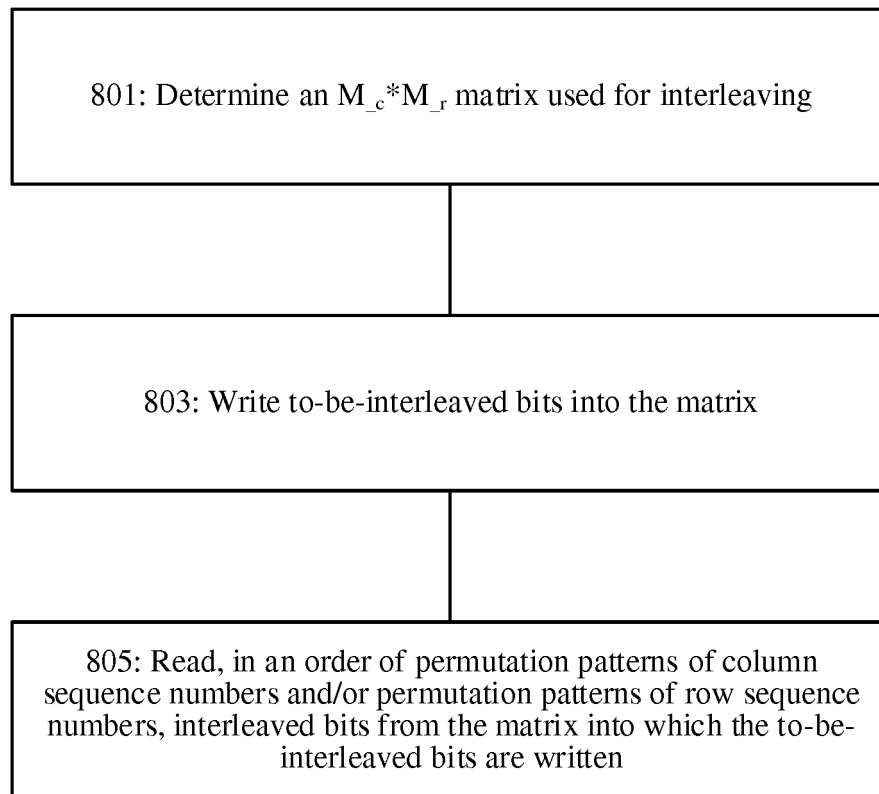 801: Determine an M_c*M_r matrix used for interleaving
803: Write to-be-interleaved bits into the matrix
805: Read, in an order of permutation patterns of column
sequence numbers and/or permutation patterns of row sequence
numbers, interleaved bits from the matrix into which the to-be-
interleaved bits are written